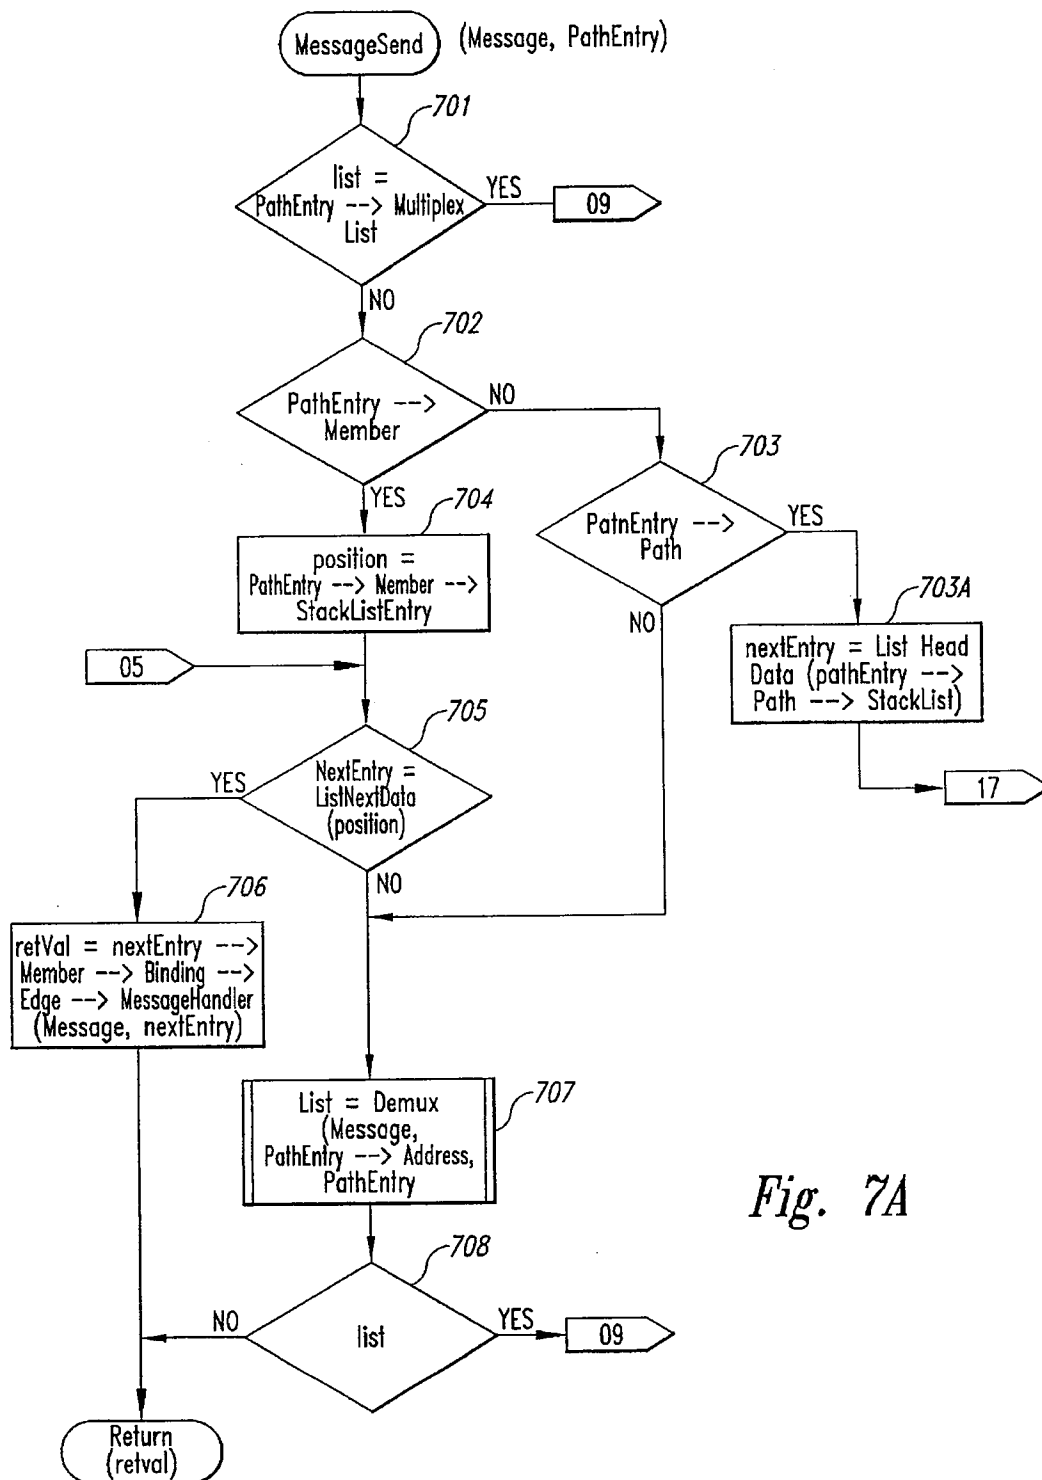 MessageSend (Message, PathEntry)
701
list =
PathEntry --> Multiplex
List
YES
09
NO
702
PathEntry -->
Member
NO
YES
703
PatnEntry -->
Path
YES
NO
704
position =
PathEntry --> Member -->
StackListEntry
703A
nextEntry = List Head
Data (pathEntry -->
Path --> StackList)
05
17
705
NextEntry =
ListNextData
(position)
YES
NO
706
retVal = nextEntry -->
Member --> Binding -->
Edge --> MessageHandler
(Message, nextEntry)
707
List = Demux
(Message,
PathEntry --> Address,
PathEntry
708
list
NO
YES
09
Return
(retval)
Fig. 7A